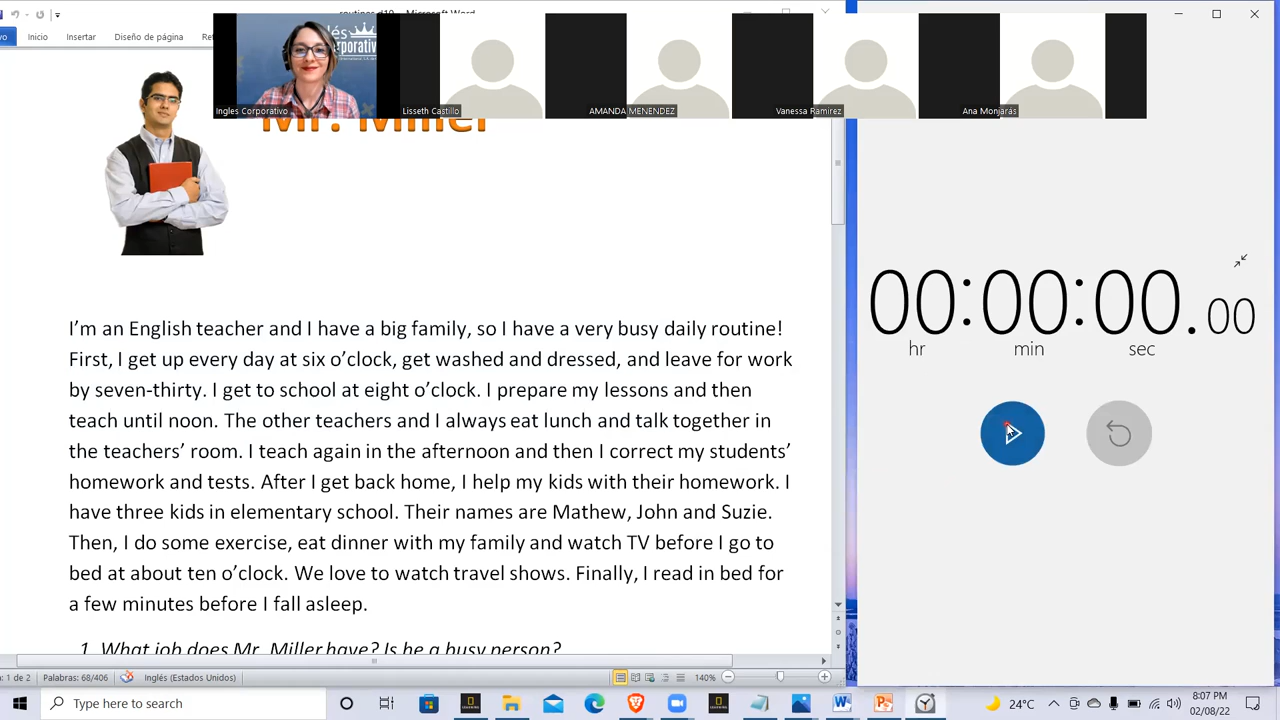 routines d10 - Microsoft Word
Inicio
Insertar
Diseño de página
Inglés Corporativo
Lisseth Castillo
AMANDA MENENDEZ
Vanessa Ramirez
Ana Monjarás
Mr. Miller
I'm an English teacher and I have a big family, so I have a very busy daily routine!
First, I get up every day at six o'clock, get washed and dressed, and leave for work
by seven-thirty. I get to school at eight o'clock. I prepare my lessons and then
teach until noon. The other teachers and I always eat lunch and talk together in
the teachers' room. I teach again in the afternoon and then I correct my students'
homework and tests. After I get back home, I help my kids with their homework. I
have three kids in elementary school. Their names are Mathew, John and Suzie.
Then, I do some exercise, eat dinner with my family and watch TV before I go to
bed at about ten o'clock. We love to watch travel shows. Finally, I read in bed for
a few minutes before I fall asleep.
1. What job does Mr. Miller have? Is he a busy person?
00:00:00.00
hr min sec
: 1 de 2
Palabras: 68/406
Inglés (Estados Unidos)
140%
Type here to search
24°C
8:07 PM
02/08/22